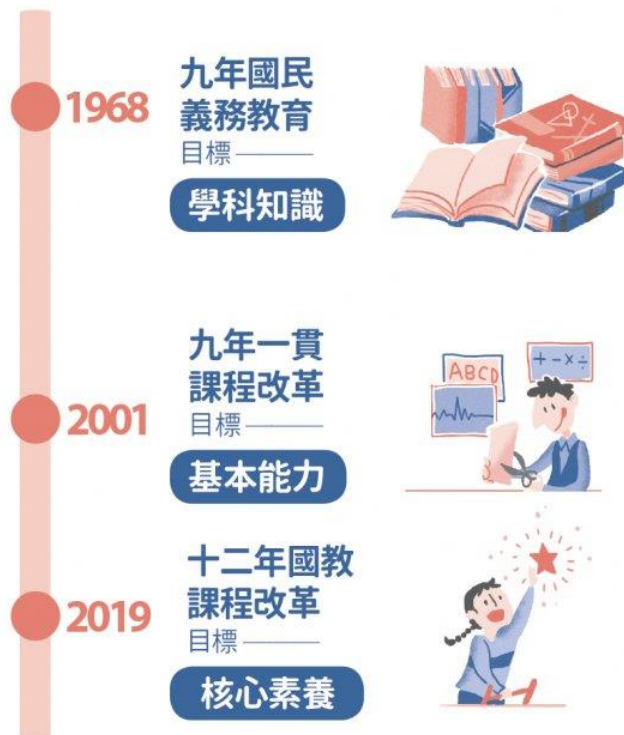 1968
九年國民
義務教育
目標
學科知識
2001
九年一貫
課程改革
目標
基本能力
ABCD
+-×÷
2019
十二年國教
課程改革
目標
核心素養